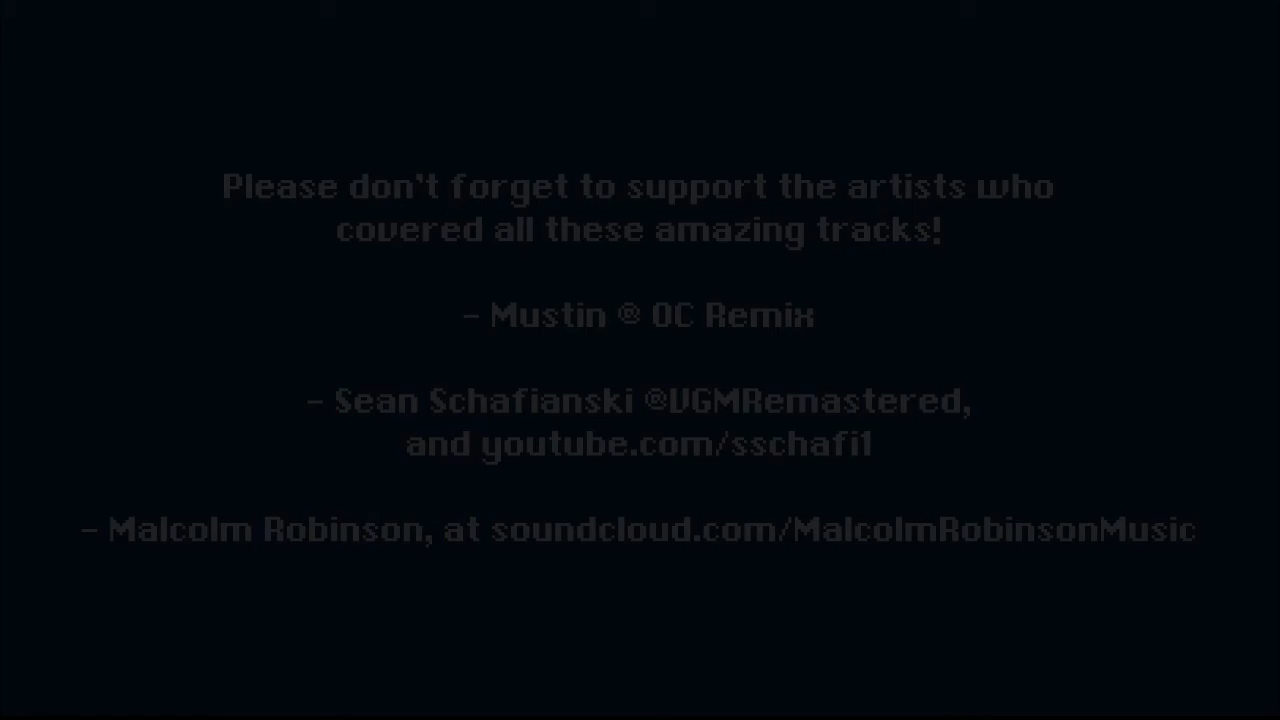 Please don't forget to support the artists who
covered all these amazing tracks!
- Mustin @ OC Remix
- Sean Schafianski @VGMRemastered,
and youtube.com/sschafi1
- Malcolm Robinson, at soundcloud.com/MalcolmRobinsonMusic